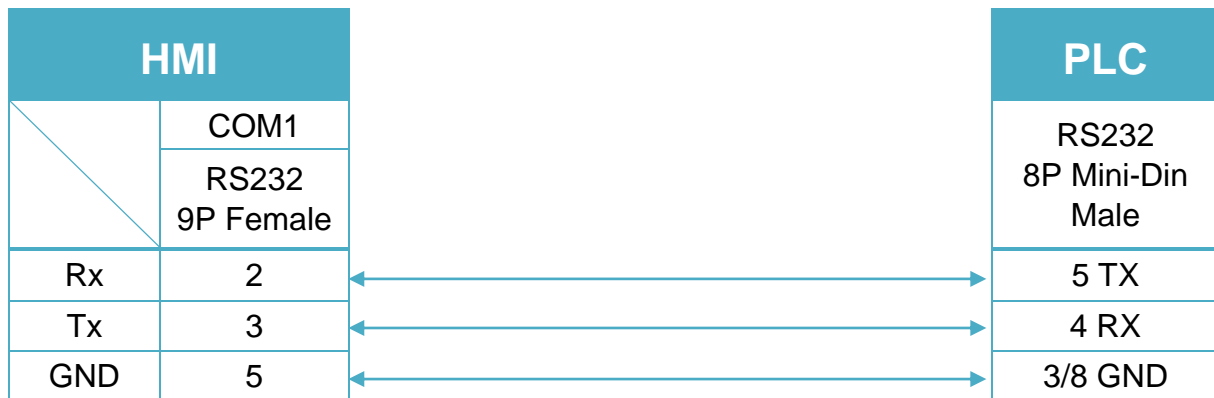 HMI
PLC
COM1
RS232
9P Female
RS232
8P Mini-Din
Male
Rx 2 5 TX
Tx 3 4 RX
GND 5 3/8 GND